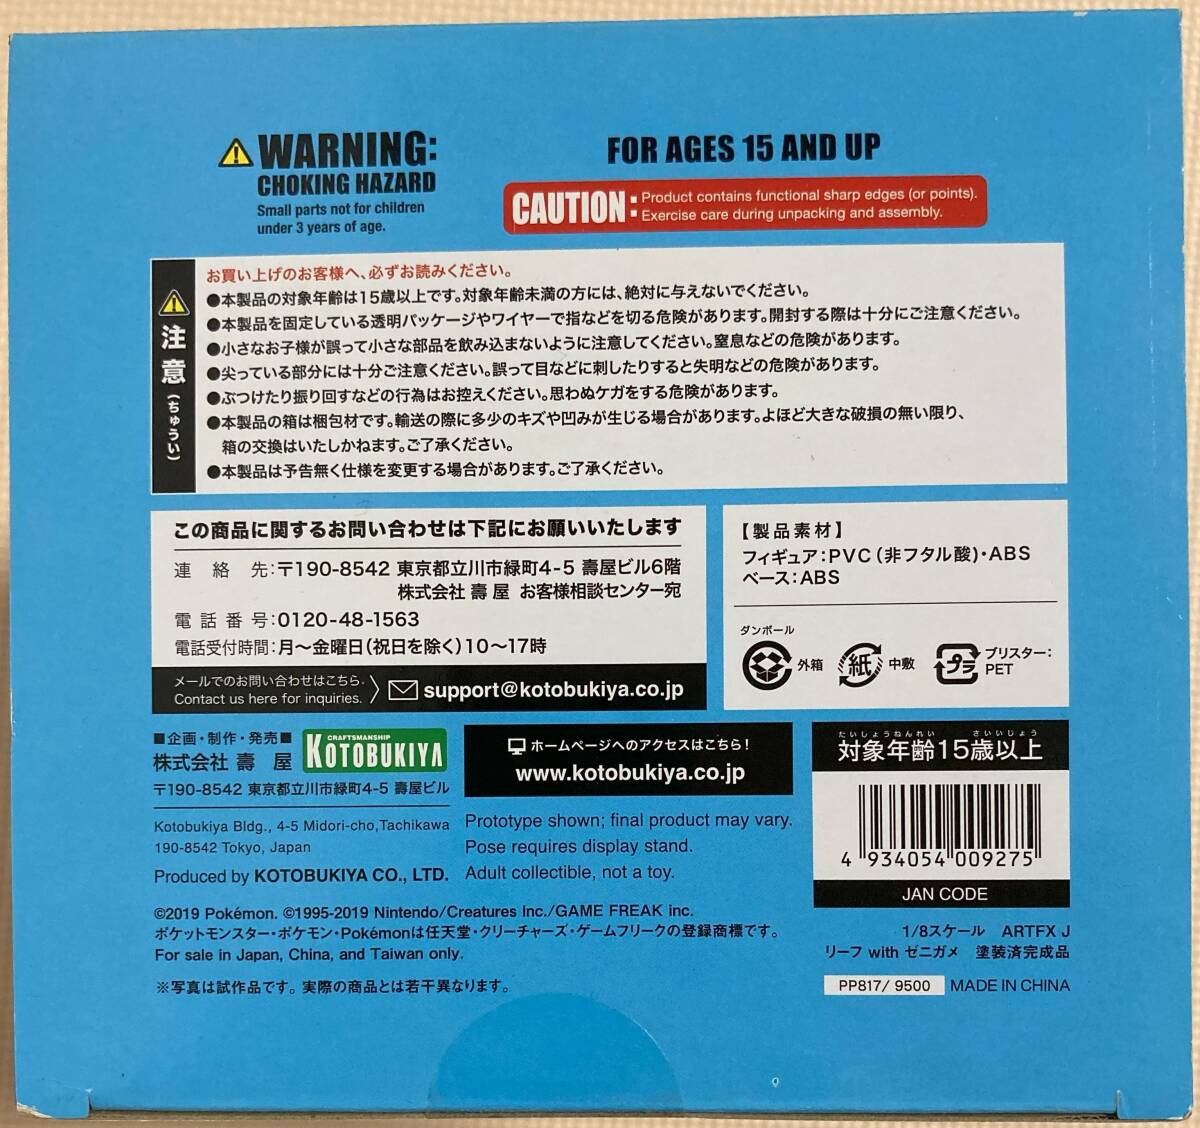 WARNING:
CHOKING HAZARD
Small parts not for children
under 3 years of age.
FOR AGES 15 AND UP
CAUTION:
Product contains functional sharp edges (or points).
Exercise care during unpacking and assembly.
注意
(ちゅうい)
お買い上げのお客様へ、必ずお読みください。
●本製品の対象年齢は15歳以上です。対象年齢未満の方には、絶対に与えないでください。
●本製品を固定している透明パッケージやワイヤーで指などを切る危険があります。開封する際は十分にご注意ください。
●小さなお子様が誤って小さな部品を飲み込まないように注意してください。窒息などの危険があります。
●尖っている部分には十分ご注意ください。誤って目などに刺したりすると失明などの危険があります。
●ぶつけたり振り回すなどの行為はお控えください。思わぬケガをする危険があります。
●本製品の箱は梱包材です。輸送の際に多少のキズや凹みが生じる場合があります。よほど大きな破損の無い限り、
箱の交換はいたしかねます。ご了承ください。
●本製品は予告無く仕様を変更する場合があります。ご了承ください。
この商品に関するお問い合わせは下記にお願いいたします
連絡先:〒190-8542 東京都立川市緑町4-5 壽屋ビル6階
株式会社 壽屋 お客様相談センター宛
電話番号:0120-48-1563
電話受付時間:月〜金曜日(祝日を除く)10〜17時
メールでのお問い合わせはこちら。
Contact us here for inquiries.
support@kotobukiya.co.jp
【製品素材】
フィギュア:PVC(非フタル酸)・ABS
ベース:ABS
ダンボール
外箱
紙
中敷
プラ
ブリスター:
PET
■企画・制作・発売■
株式会社 壽 屋
CRAFTSMANSHIP
KOTOBUKIYA
〒190-8542 東京都立川市緑町4-5 壽屋ビル
Kotobukiya Bldg., 4-5 Midori-cho,Tachikawa
190-8542 Tokyo, Japan
Produced by KOTOBUKIYA CO., LTD.
ホームページへのアクセスはこちら!
www.kotobukiya.co.jp
Prototype shown; final product may vary.
Pose requires display stand.
Adult collectible, not a toy.
たいしょうねんれい さいいじょう
対象年齢15歳以上
4 934054 009275
JAN CODE
©2019 Pokémon. ©1995-2019 Nintendo/Creatures Inc./GAME FREAK inc.
ポケットモンスター・ポケモン・Pokémonは任天堂・クリーチャーズ・ゲームフリークの登録商標です。
For sale in Japan, China, and Taiwan only.
※写真は試作品です。実際の商品とは若干異なります。
1/8スケール ARTFX J
リーフ with ゼニガメ 塗装済完成品
PP817/ 9500 MADE IN CHINA